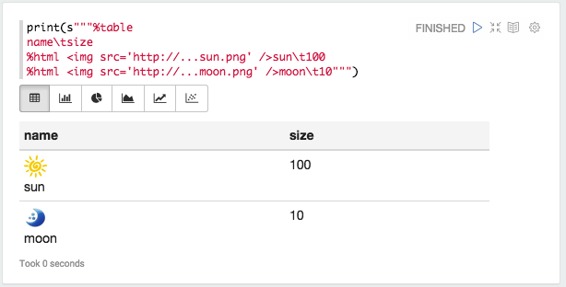 print(s"""%table
FINISHED
name\tsize
%html <img src='http://...sun.png' />sun\t100
%html <img src='http://...moon.png' />moon\t10""")
name size
sun 100
moon 10
Took 0 seconds